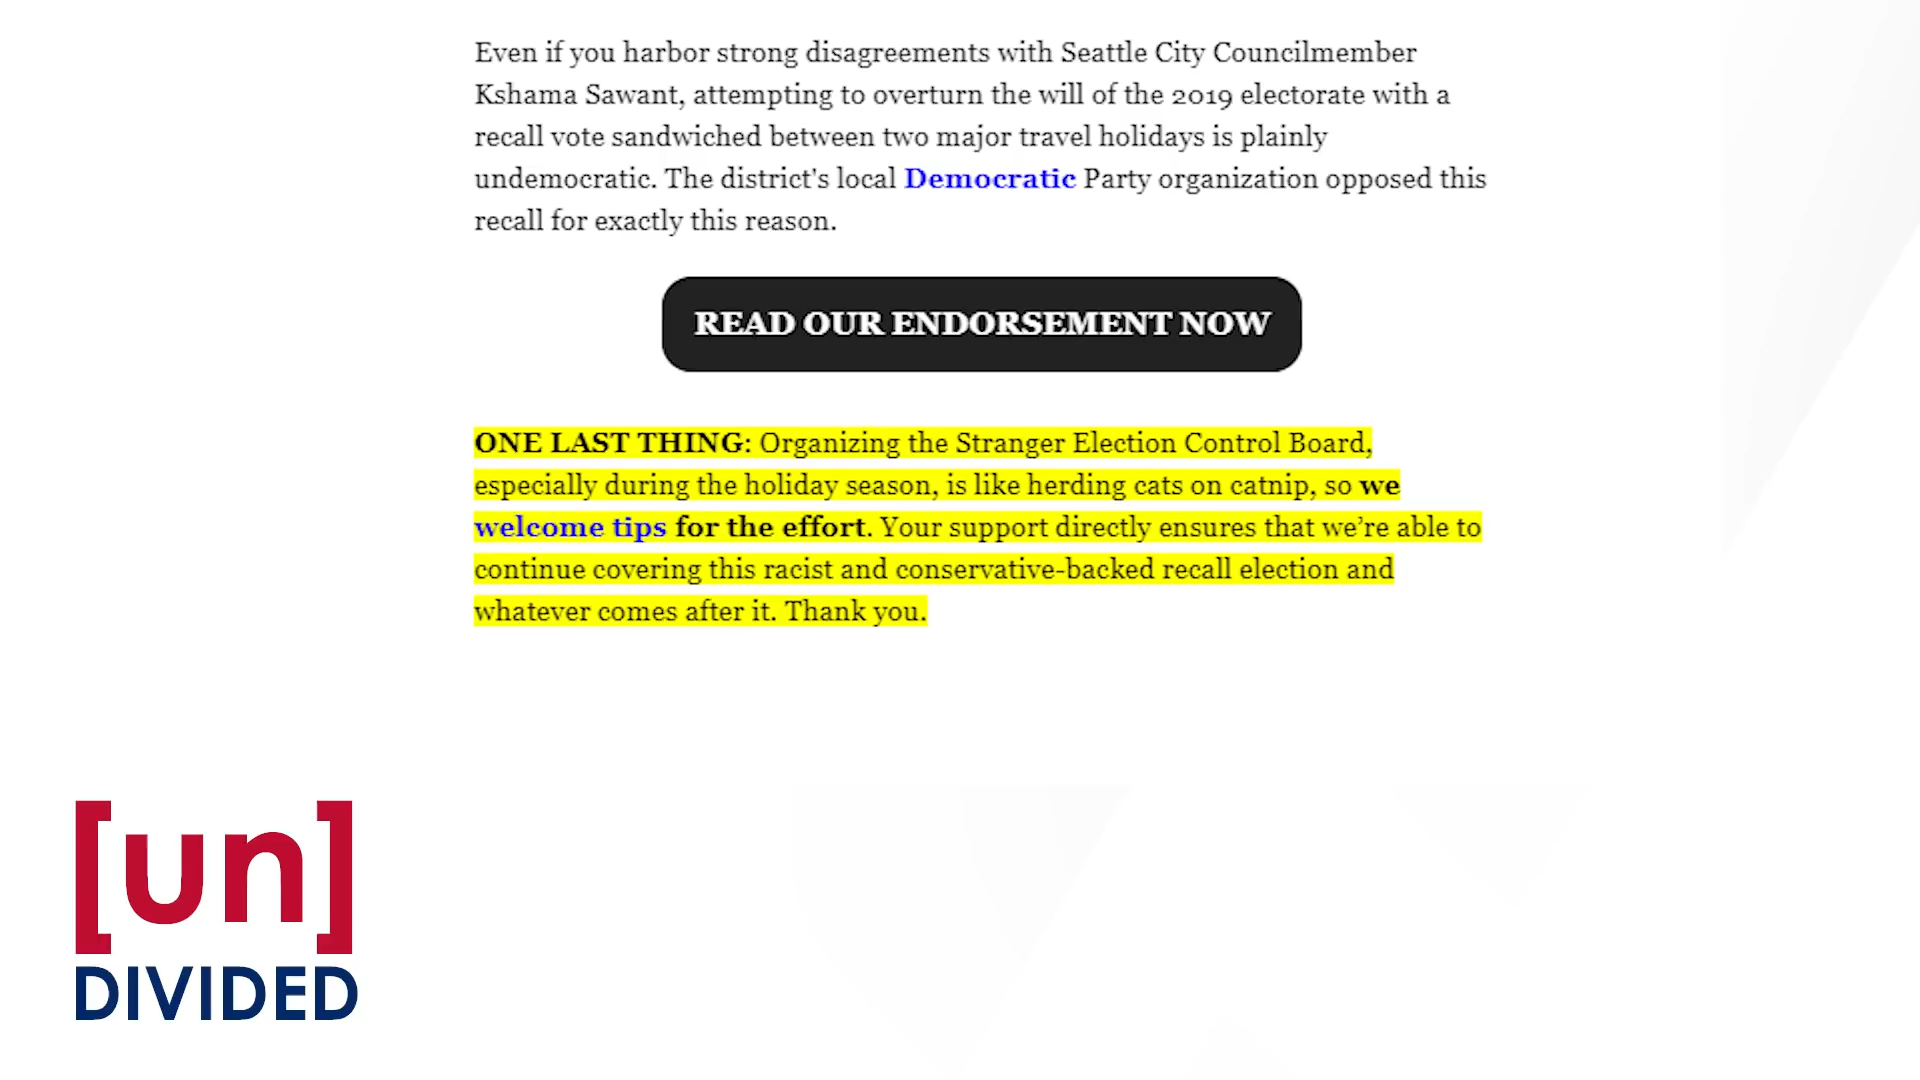 Even if you harbor strong disagreements with Seattle City Councilmember
Kshama Sawant, attempting to overturn the will of the 2019 electorate with a
recall vote sandwiched between two major travel holidays is plainly
undemocratic. The district's local Democratic Party organization opposed this
recall for exactly this reason.
READ OUR ENDORSEMENT NOW
ONE LAST THING: Organizing the Stranger Election Control Board,
especially during the holiday season, is like herding cats on catnip, so we
welcome tips for the effort. Your support directly ensures that we’re able to
continue covering this racist and conservative-backed recall election and
whatever comes after it. Thank you.
[un]
DIVIDED